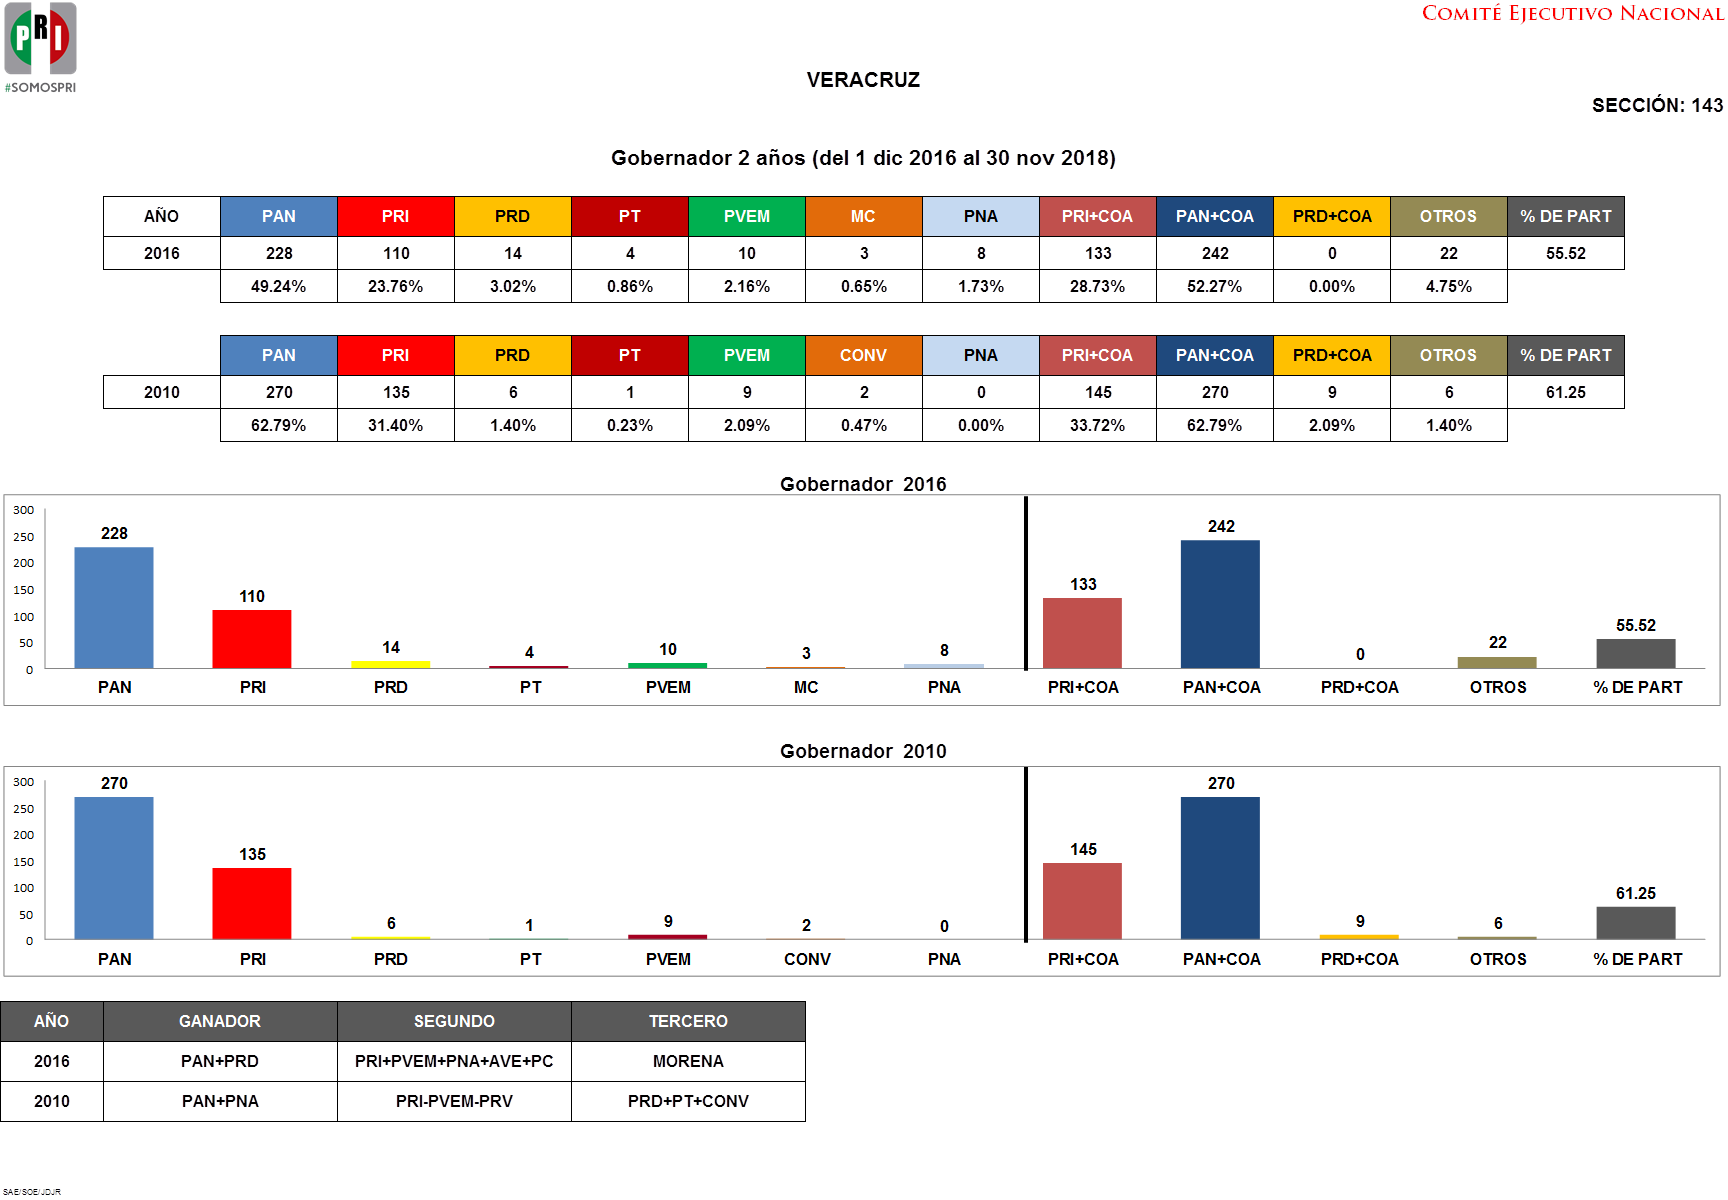 COMITÉ EJECUTIVO NACIONAL
PRI
#SOMOSPRI
VERACRUZ
SECCIÓN: 143
Gobernador 2 años (del 1 dic 2016 al 30 nov 2018)
AÑO PAN PRI PRD PT PVEM MC PNA PRI+COA PAN+COA PRD+COA OTROS % DE PART
2016 228 110 14 4 10 3 8 133 242 0 22 55.52
49.24% 23.76% 3.02% 0.86% 2.16% 0.65% 1.73% 28.73% 52.27% 0.00% 4.75%
PAN PRI PRD PT PVEM CONV PNA PRI+COA PAN+COA PRD+COA OTROS % DE PART
2010 270 135 6 1 9 2 0 145 270 9 6 61.25
62.79% 31.40% 1.40% 0.23% 2.09% 0.47% 0.00% 33.72% 62.79% 2.09% 1.40%
Gobernador 2016
300
250
200
150
100
50
0
228 110 14 4 10 3 8 133 242 0 22 55.52
PAN PRI PRD PT PVEM MC PNA PRI+COA PAN+COA PRD+COA OTROS % DE PART
Gobernador 2010
300
250
200
150
100
50
0
270 135 6 1 9 2 0 145 270 9 6 61.25
PAN PRI PRD PT PVEM CONV PNA PRI+COA PAN+COA PRD+COA OTROS % DE PART
AÑO GANADOR SEGUNDO TERCERO
2016 PAN+PRD PRI+PVEM+PNA+AVE+PC MORENA
2010 PAN+PNA PRI-PVEM-PRV PRD+PT+CONV
SAE/SOE/JDJR